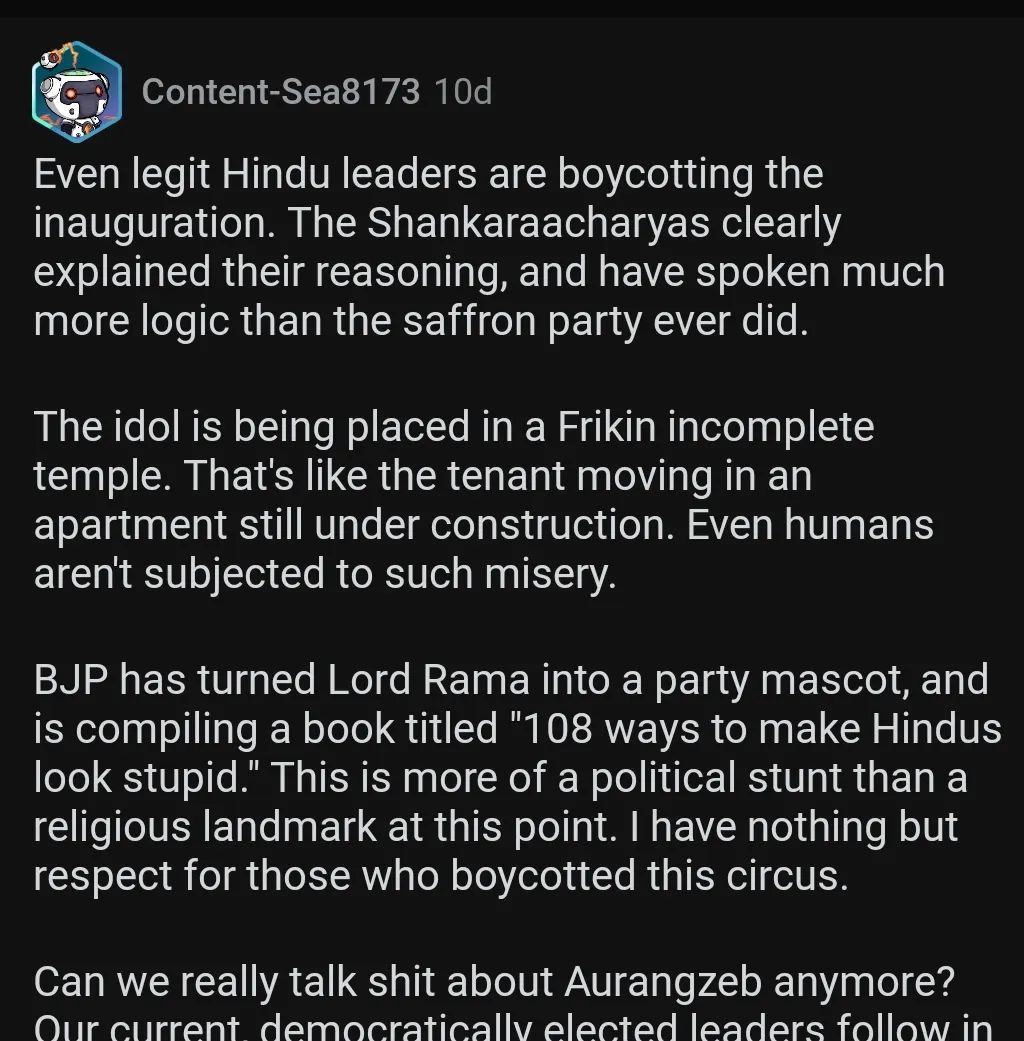 Content-Sea8173 10d
Even legit Hindu leaders are boycotting the
inauguration. The Shankaraacharyas clearly
explained their reasoning, and have spoken much
more logic than the saffron party ever did.
The idol is being placed in a Frikin incomplete
temple. That's like the tenant moving in an
apartment still under construction. Even humans
aren't subjected to such misery.
BJP has turned Lord Rama into a party mascot, and
is compiling a book titled "108 ways to make Hindus
look stupid." This is more of a political stunt than a
religious landmark at this point. I have nothing but
respect for those who boycotted this circus.
Can we really talk shit about Aurangzeb anymore?
Our current, democratically elected leaders follow in